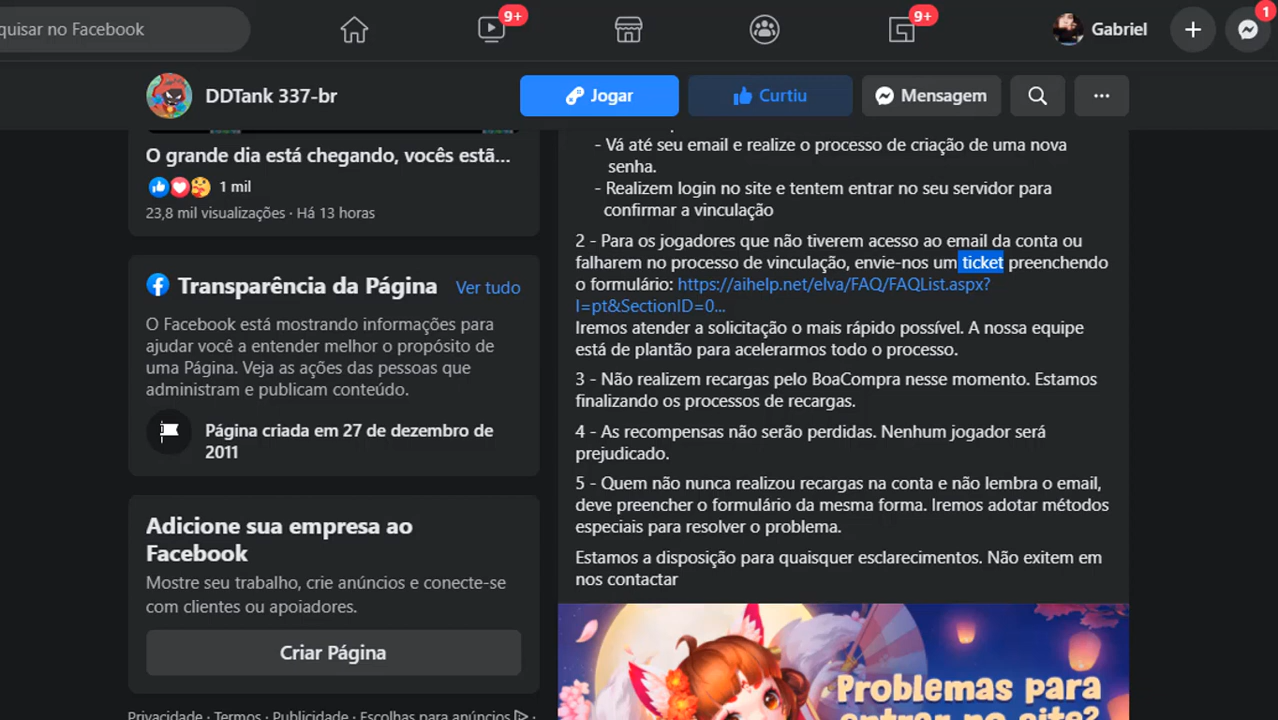 quisar no Facebook
9+
9+
Gabriel
1
DDTank 337-br
Jogar
Curtiu
Mensagem
O grande dia está chegando, vocês estã...
1 mil
23,8 mil visualizações · Há 13 horas
Transparência da Página
Ver tudo
O Facebook está mostrando informações para
ajudar você a entender melhor o propósito de
uma Página. Veja as ações das pessoas que
administram e publicam conteúdo.
Página criada em 27 de dezembro de
2011
Adicione sua empresa ao
Facebook
Mostre seu trabalho, crie anúncios e conecte-se
com clientes ou apoiadores.
Criar Página
Privacidade · Termos · Publicidade · Escolhas para anúncios ·
- Vá até seu email e realize o processo de criação de uma nova
senha.
- Realizem login no site e tentem entrar no seu servidor para
confirmar a vinculação
2 - Para os jogadores que não tiverem acesso ao email da conta ou
falharem no processo de vinculação, envie-nos um ticket preenchendo
o formulário: https://aihelp.net/elva/FAQ/FAQList.aspx?
l=pt&SectionID=0...
Iremos atender a solicitação o mais rápido possível. A nossa equipe
está de plantão para acelerarmos todo o processo.
3 - Não realizem recargas pelo BoaCompra nesse momento. Estamos
finalizando os processos de recargas.
4 - As recompensas não serão perdidas. Nenhum jogador será
prejudicado.
5 - Quem não nunca realizou recargas na conta e não lembra o email,
deve preencher o formulário da mesma forma. Iremos adotar métodos
especiais para resolver o problema.
Estamos a disposição para quaisquer esclarecimentos. Não exitem em
nos contactar
Problemas para
entrar no site?